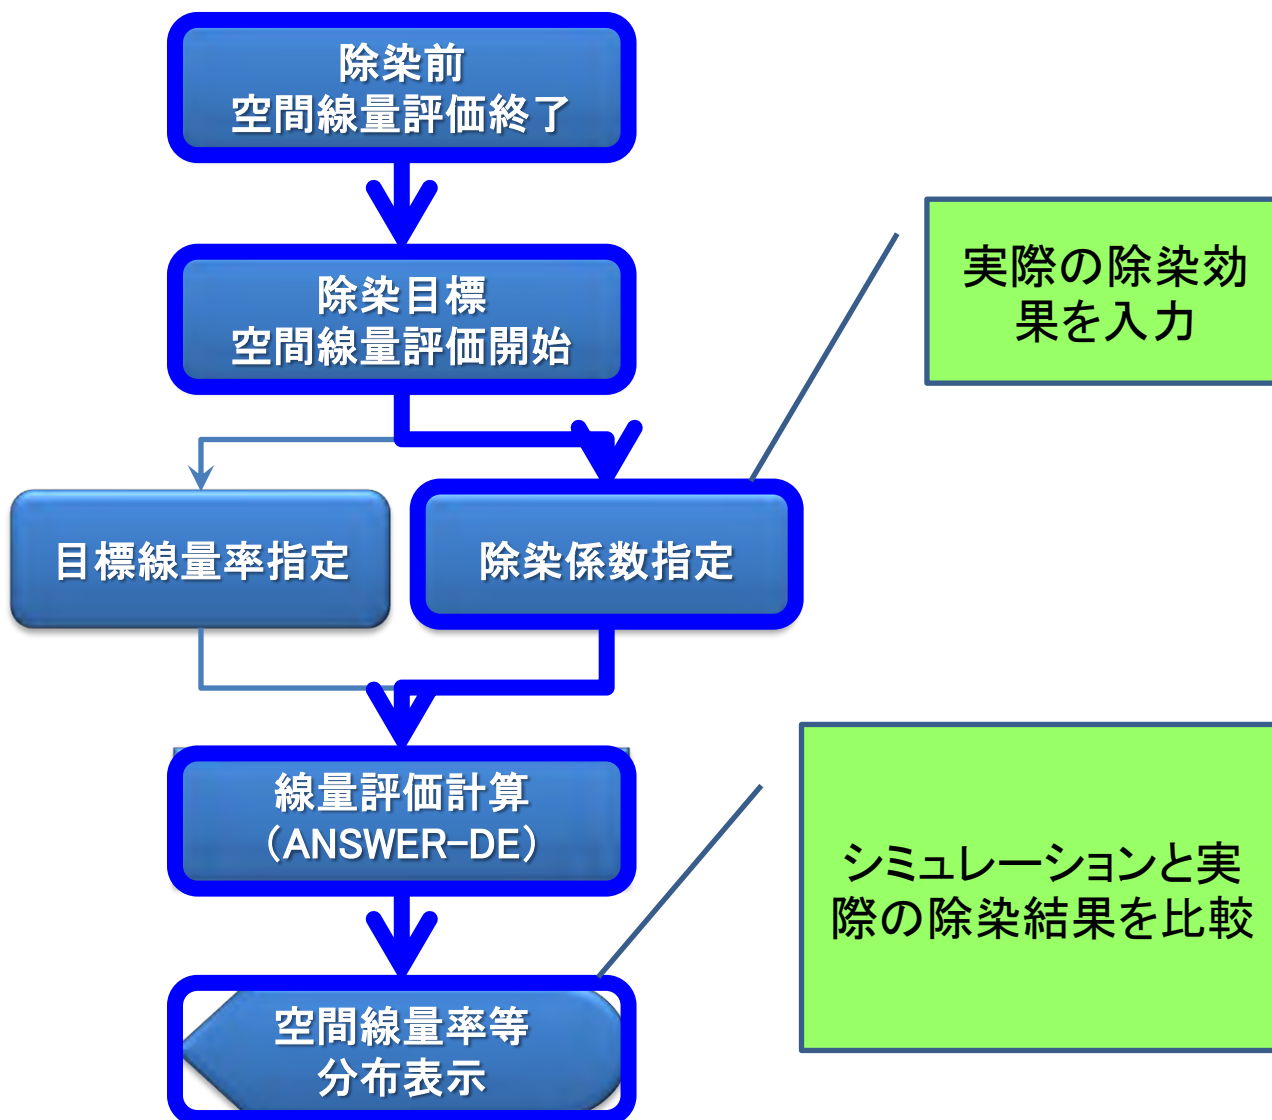 除染前
空間線量評価終了
除染目標
空間線量評価開始
実際の除染効
果を入力
目標線量率指定
除染係数指定
線量評価計算
(ANSWER-DE)
シミュレーションと実
際の除染結果を比較
空間線量率等
分布表示